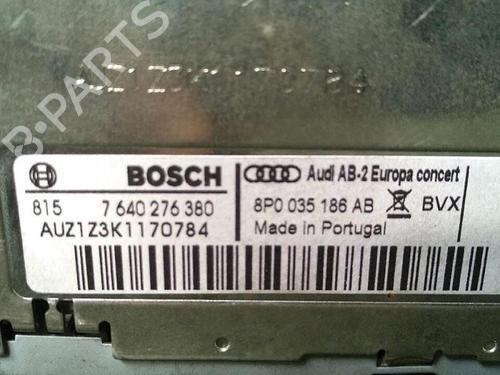 B-PARTS
AUZ1Z3K1170784
BOSCH
Audi AB-2 Europa concert
815 7 640 276 380
8P0 035 186 AB BVX
AUZ1Z3K1170784
Made in Portugal